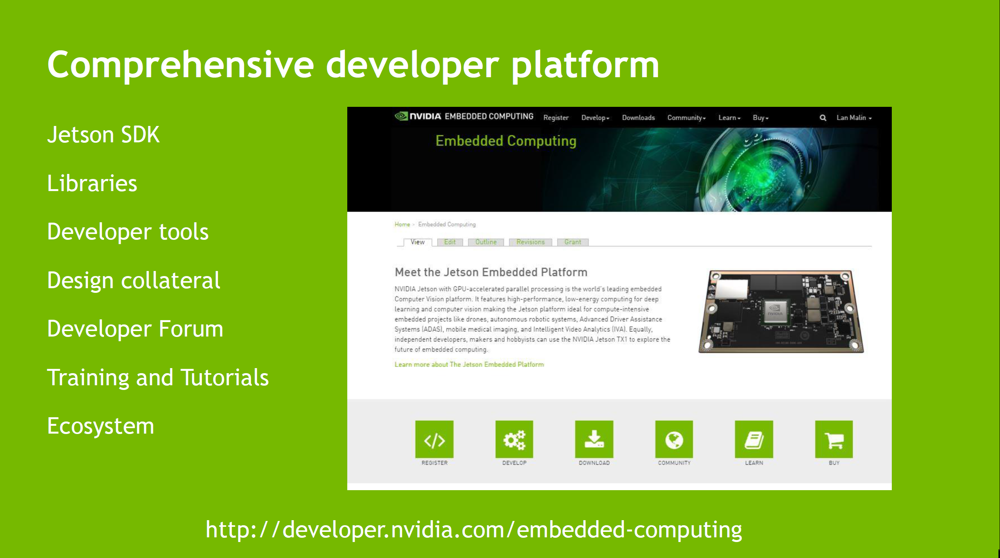 Comprehensive developer platform
Jetson SDK
Libraries
Developer tools
Design collateral
Developer Forum
Training and Tutorials
Ecosystem
NVIDIA EMBEDDED COMPUTING Register Develop Downloads Community Learn Buy Lan Malin
Embedded Computing
Home > Embedded Computing
View Edit Outline Revisions Grant
Meet the Jetson Embedded Platform
NVIDIA Jetson with GPU-accelerated parallel processing is the world's leading embedded
Computer Vision platform. It features high-performance, low-energy computing for deep
learning and computer vision making the Jetson platform ideal for compute-intensive
embedded projects like drones, autonomous robotic systems, Advanced Driver Assistance
Systems (ADAS), mobile medical imaging, and Intelligent Video Analytics (IVA). Equally,
independent developers, makers and hobbyists can use the NVIDIA Jetson TX1 to explore the
future of embedded computing.
Learn more about The Jetson Embedded Platform
NVIDIA
</> 
REGISTER DEVELOP DOWNLOAD COMMUNITY LEARN BUY
http://developer.nvidia.com/embedded-computing